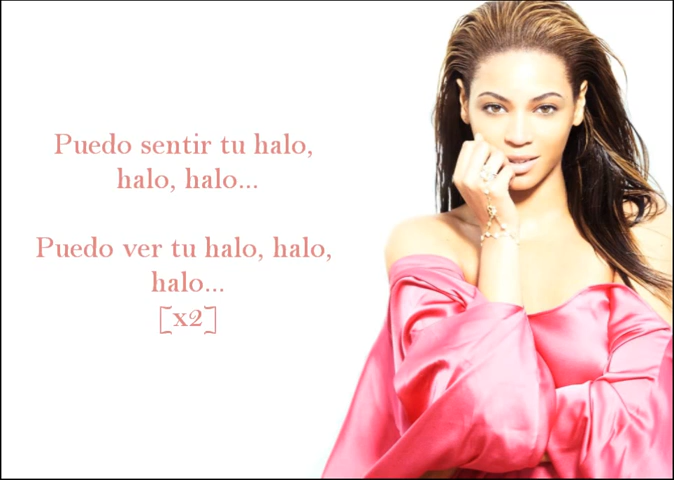 Puedo sentir tu halo,
halo, halo...
Puedo ver tu halo, halo,
halo...
[x2]